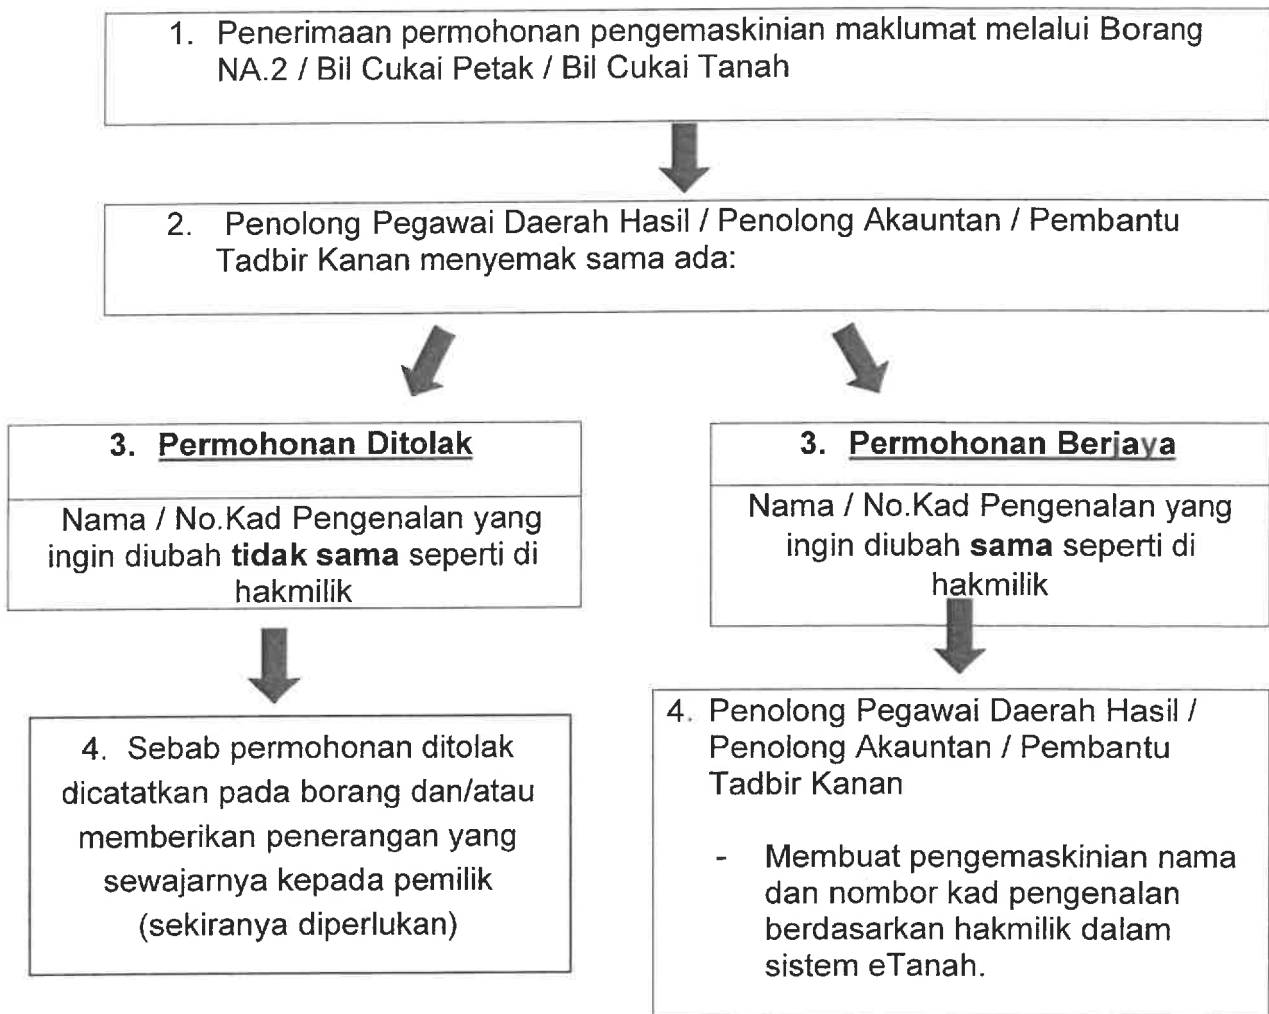 1. Penerimaan permohonan pengemaskinian maklumat melalui Borang
NA.2 / Bil Cukai Petak / Bil Cukai Tanah
2. Penolong Pegawai Daerah Hasil / Penolong Akauntan / Pembantu
Tadbir Kanan menyemak sama ada:
3. Permohonan Ditolak
Nama / No.Kad Pengenalan yang
ingin diubah tidak sama seperti di
hakmilik
4. Sebab permohonan ditolak
dicatatkan pada borang dan/atau
memberikan penerangan yang
sewajarnya kepada pemilik
(sekiranya diperlukan)
3. Permohonan Berjaya
Nama / No.Kad Pengenalan yang
ingin diubah sama seperti di
hakmilik
4. Penolong Pegawai Daerah Hasil /
Penolong Akauntan / Pembantu
Tadbir Kanan
- Membuat pengemaskinian nama
dan nombor kad pengenalan
berdasarkan hakmilik dalam
sistem eTanah.